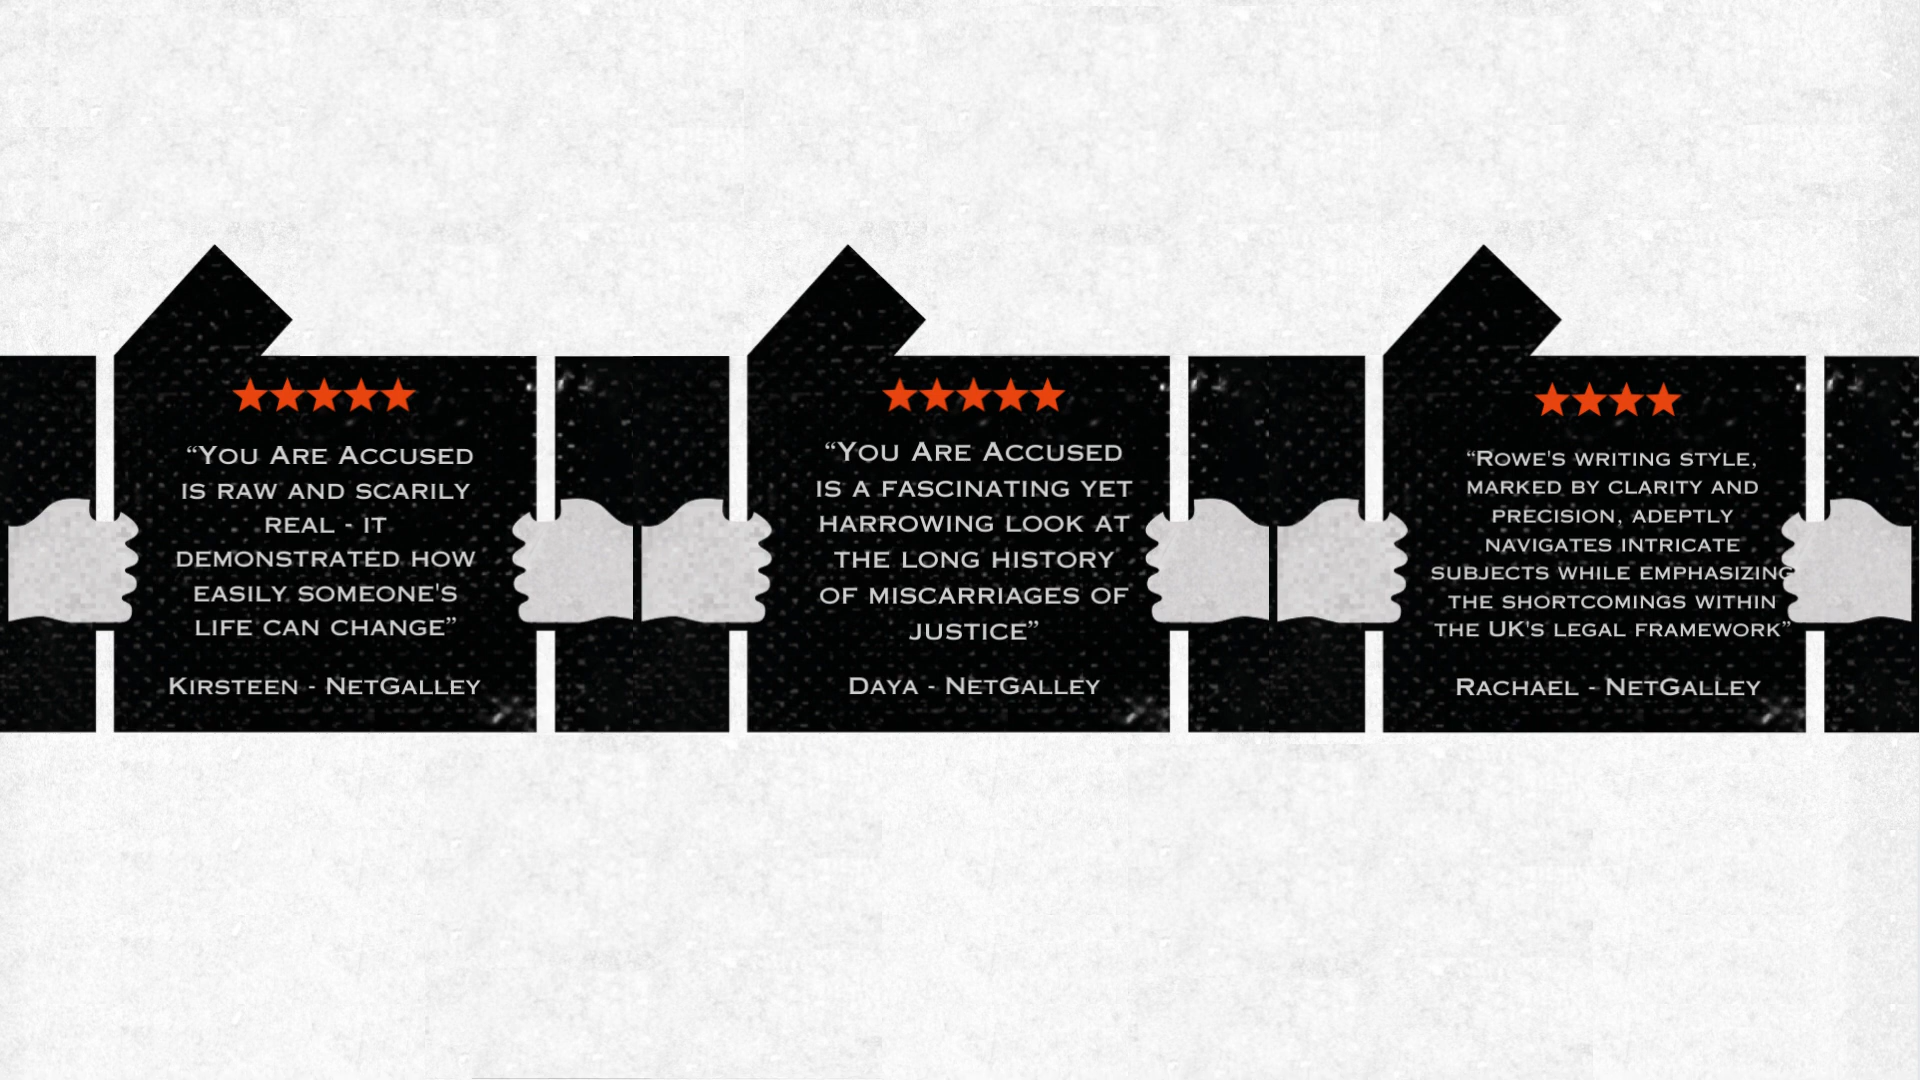 “You Are Accused
is raw and scarily
real - it
demonstrated how
easily someone's
life can change”
Kirsteen - NetGalley
“You Are Accused
is a fascinating yet
harrowing look at
the long history
of miscarriages of
justice”
Daya - NetGalley
“Rowe's writing style,
marked by clarity and
precision, adeptly
navigates intricate
subjects while emphasizing
the shortcomings within
the UK's legal framework”
Rachael - NetGalley